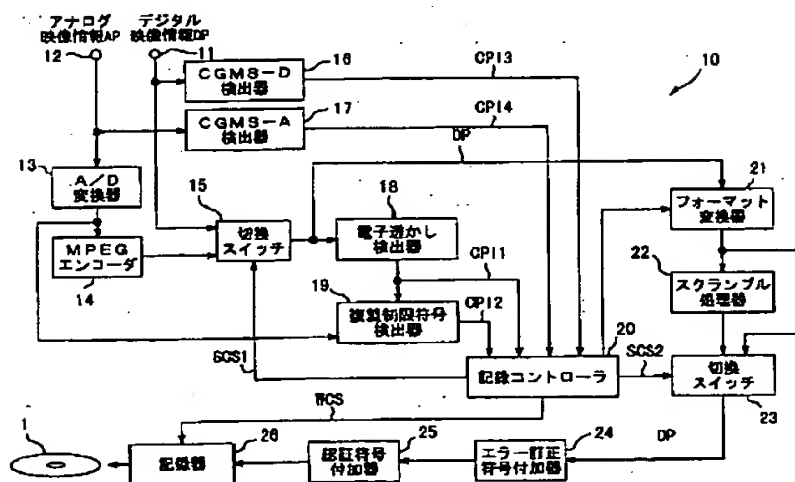 アナログ
映像情報AP
デジタル
映像情報DP
12
11
16
CGMS-D
検出器
CPI3
10
17
CGMS-A
検出器
CPI4
DP
13
A/D
変換器
15
切換
スイッチ
18
電子透かし
検出器
21
フォーマット
変換器
MPEG
エンコーダ
14
CPI1
22
スクランブル
処理器
19
複製制限符号
検出器
CPI2
20
SCS1
記録コントローラ
SCS2
切換
スイッチ
23
WCS
DP
1
26
記録器
25
認証符号
付加器
24
エラー訂正
符号付加器